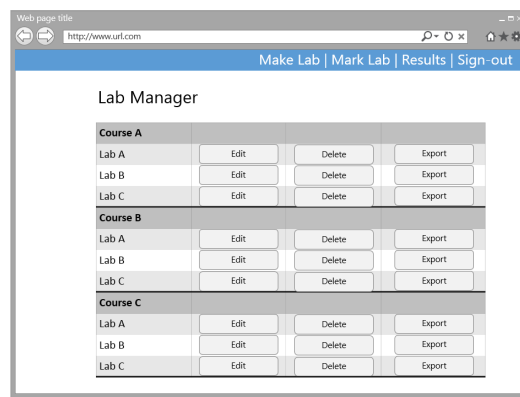 Web page title
http://www.url.com
Make Lab | Mark Lab | Results | Sign-out
Lab Manager
Course A
Lab A Edit Delete Export
Lab B Edit Delete Export
Lab C Edit Delete Export
Course B
Lab A Edit Delete Export
Lab B Edit Delete Export
Lab C Edit Delete Export
Course C
Lab A Edit Delete Export
Lab B Edit Delete Export
Lab C Edit Delete Export